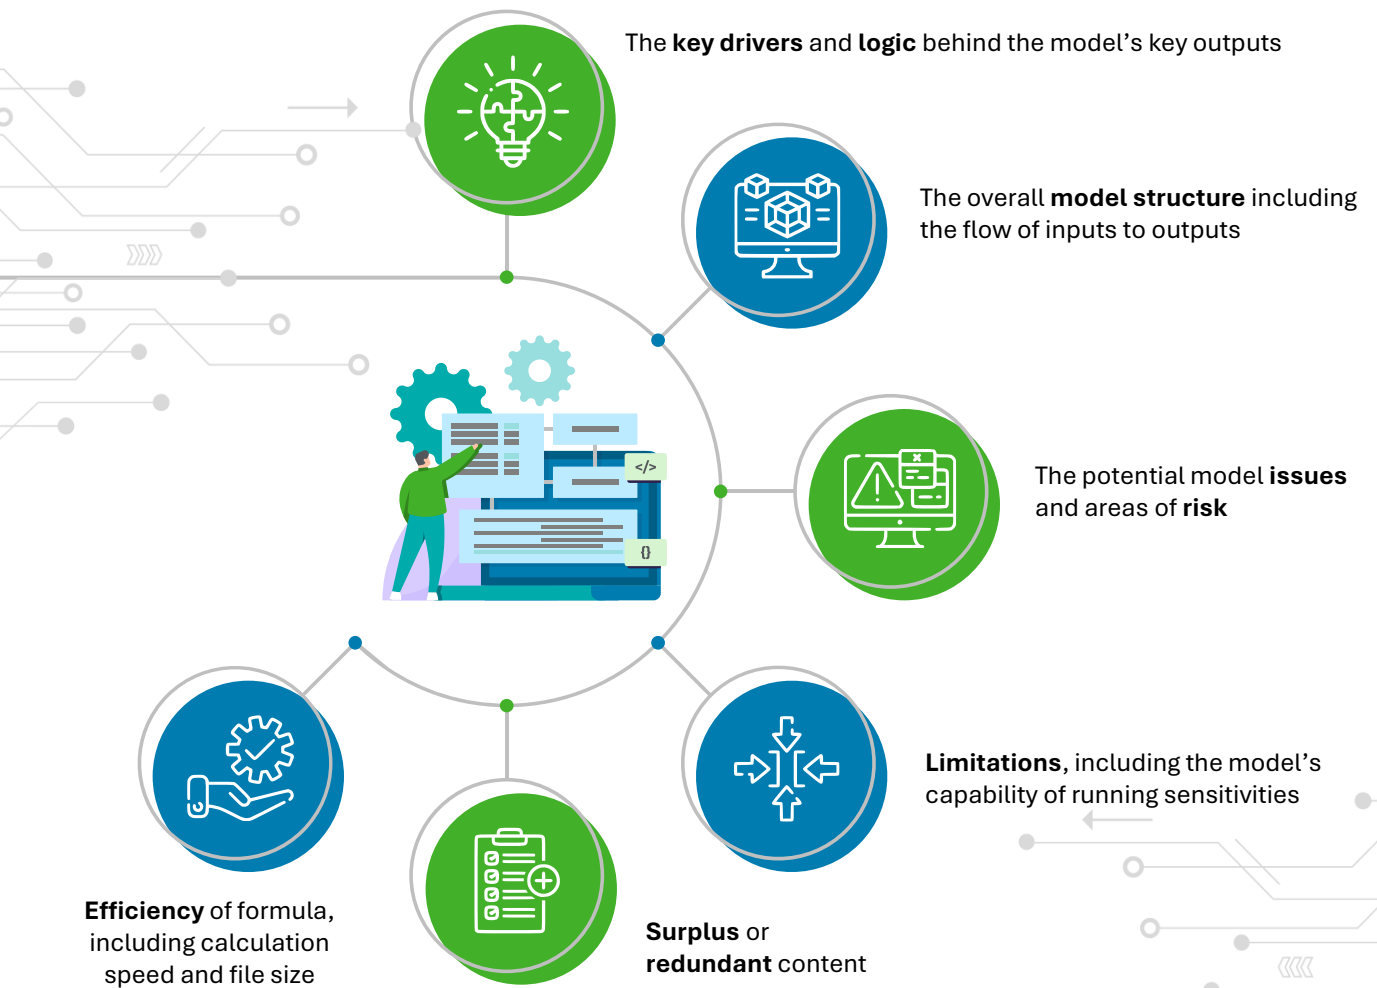 The key drivers and logic behind the model’s key outputs
The overall model structure including
the flow of inputs to outputs
</>
The potential model issues
and areas of risk
{}
Limitations, including the model’s
capability of running sensitivities
Efficiency of formula,
including calculation
speed and file size
Surplus or
redundant content